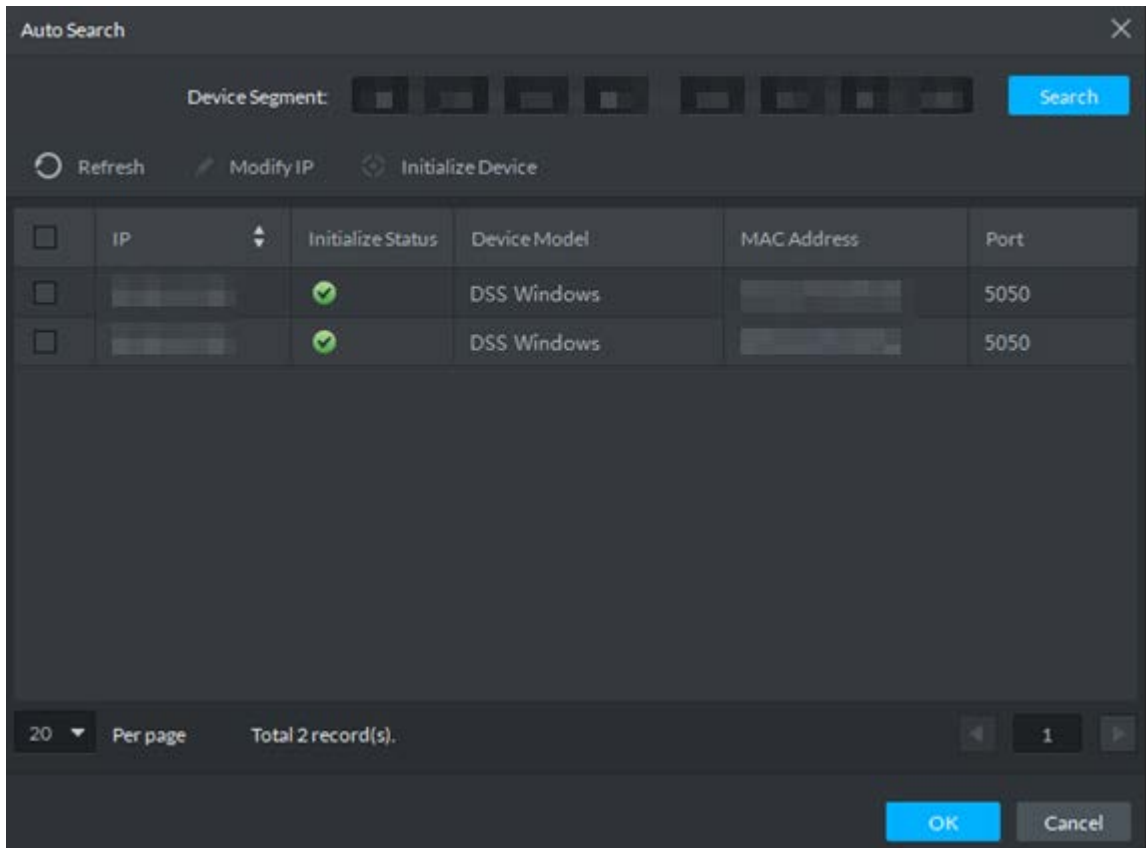 Auto Search
Device Segment: Search
Refresh Modify IP Initialize Device
IP Initialize Status Device Model MAC Address Port
DSS Windows 5050
DSS Windows 5050
20 Per page Total 2 record(s). 1
OK Cancel